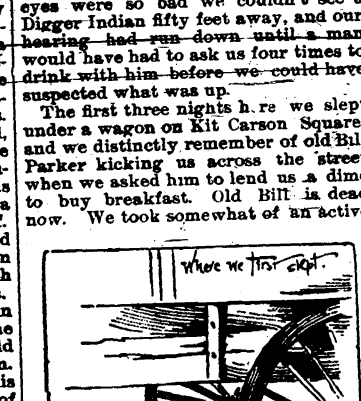 eyes were so bad we couldn't see a
Digger Indian fifty feet away, and our
hearing had run down until a man
would have had to ask us four times to
drink with him before we could have
suspected what was up.
The first three nights here we slept
under a wagon on Kit Carson Square
and we distinctly remember of old Bill
Parker kicking us across the street
when we asked him to lend us a dime
to buy breakfast. Old Bill is dead
now. We took somewhat of an activ
Where we first slept.